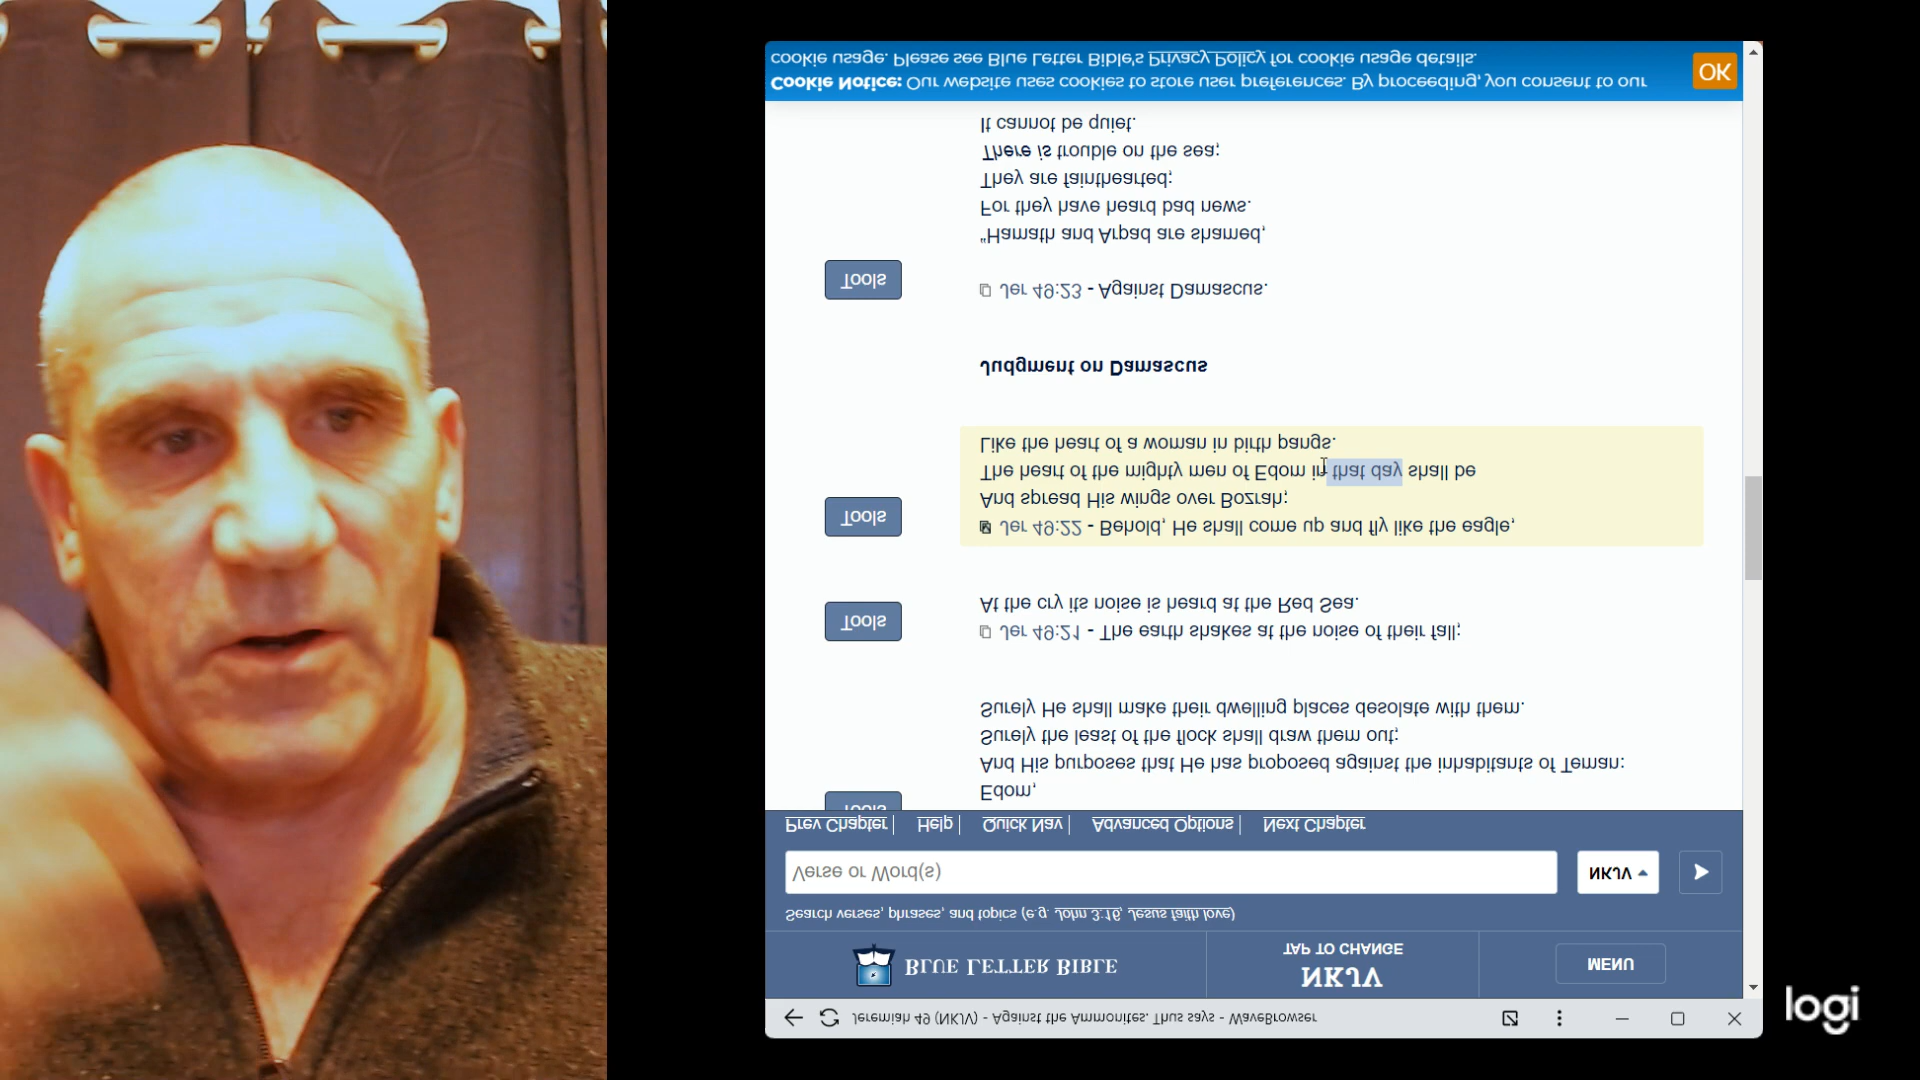 Jeremiah 49 (NKJV) - Against the Ammonites. Thus says - WaveBrowser
BLUE LETTER BIBLE
NKJV
TAP TO CHANGE
MENU
Search verses, phrases, and topics (e.g. John 3:16, Jesus faith love)
Verse or Word(s)
NKJV
Prev Chapter | Help | Quick Nav | Advanced Options | Next Chapter
Tools
Edom,
And His purposes that He has proposed against the inhabitants of Teman:
Surely the least of the flock shall draw them out;
Surely He shall make their dwelling places desolate with them.
Tools
Jer 49:21 - The earth shakes at the noise of their fall;
At the cry its noise is heard at the Red Sea.
Tools
Jer 49:22 - Behold, He shall come up and fly like the eagle,
And spread His wings over Bozrah;
The heart of the mighty men of Edom in that day shall be
Like the heart of a woman in birth pangs.
Judgment on Damascus
Tools
Jer 49:23 - Against Damascus.
“Hamath and Arpad are shamed,
For they have heard bad news.
They are fainthearted;
There is trouble on the sea;
It cannot be quiet.
Cookie Notice: Our website uses cookies to store user preferences. By proceeding, you consent to our
cookie usage. Please see Blue Letter Bible's Privacy Policy for cookie usage details.
OK
logi